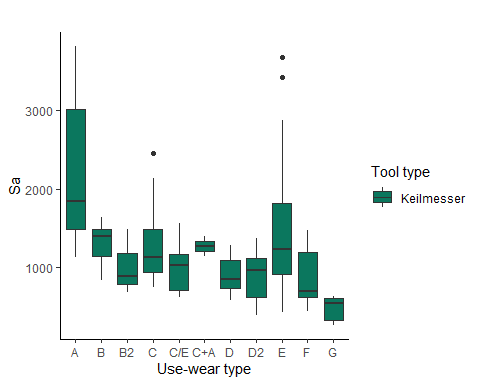 3000
2000
1000
Sa
A B B2 C C/E C+A D D2 E F G
Use-wear type
Tool type
Keilmesser